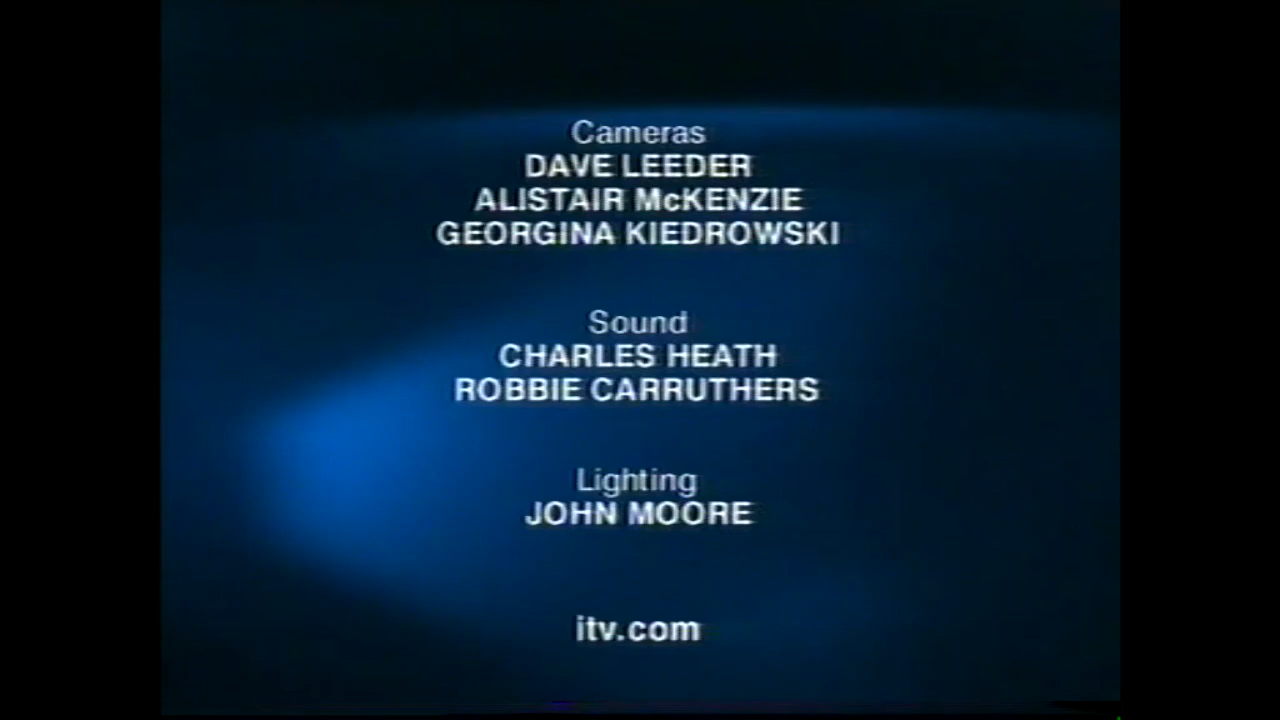 Cameras
DAVE LEEDER
ALISTAIR McKENZIE
GEORGINA KIEDROWSKI
Sound
CHARLES HEATH
ROBBIE CARRUTHERS
Lighting
JOHN MOORE
itv.com